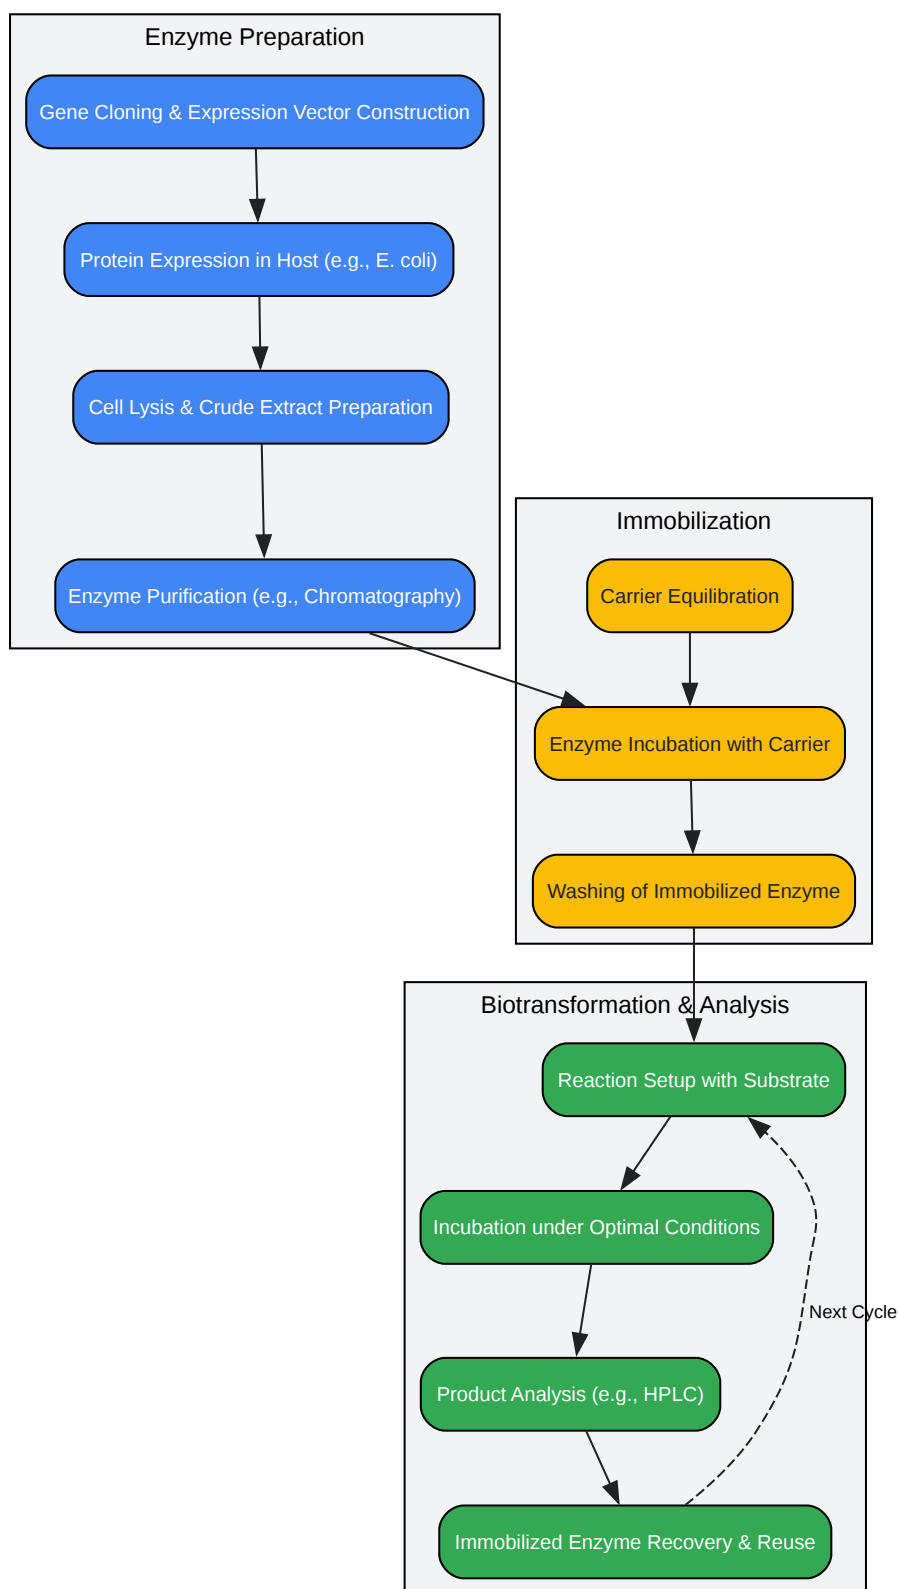 Enzyme Preparation
Gene Cloning & Expression Vector Construction
Protein Expression in Host (e.g., E. coli)
Cell Lysis & Crude Extract Preparation
Enzyme Purification (e.g., Chromatography)
Immobilization
Carrier Equilibration
Enzyme Incubation with Carrier
Washing of Immobilized Enzyme
Biotransformation & Analysis
Reaction Setup with Substrate
Incubation under Optimal Conditions
Next Cycle
Product Analysis (e.g., HPLC)
Immobilized Enzyme Recovery & Reuse